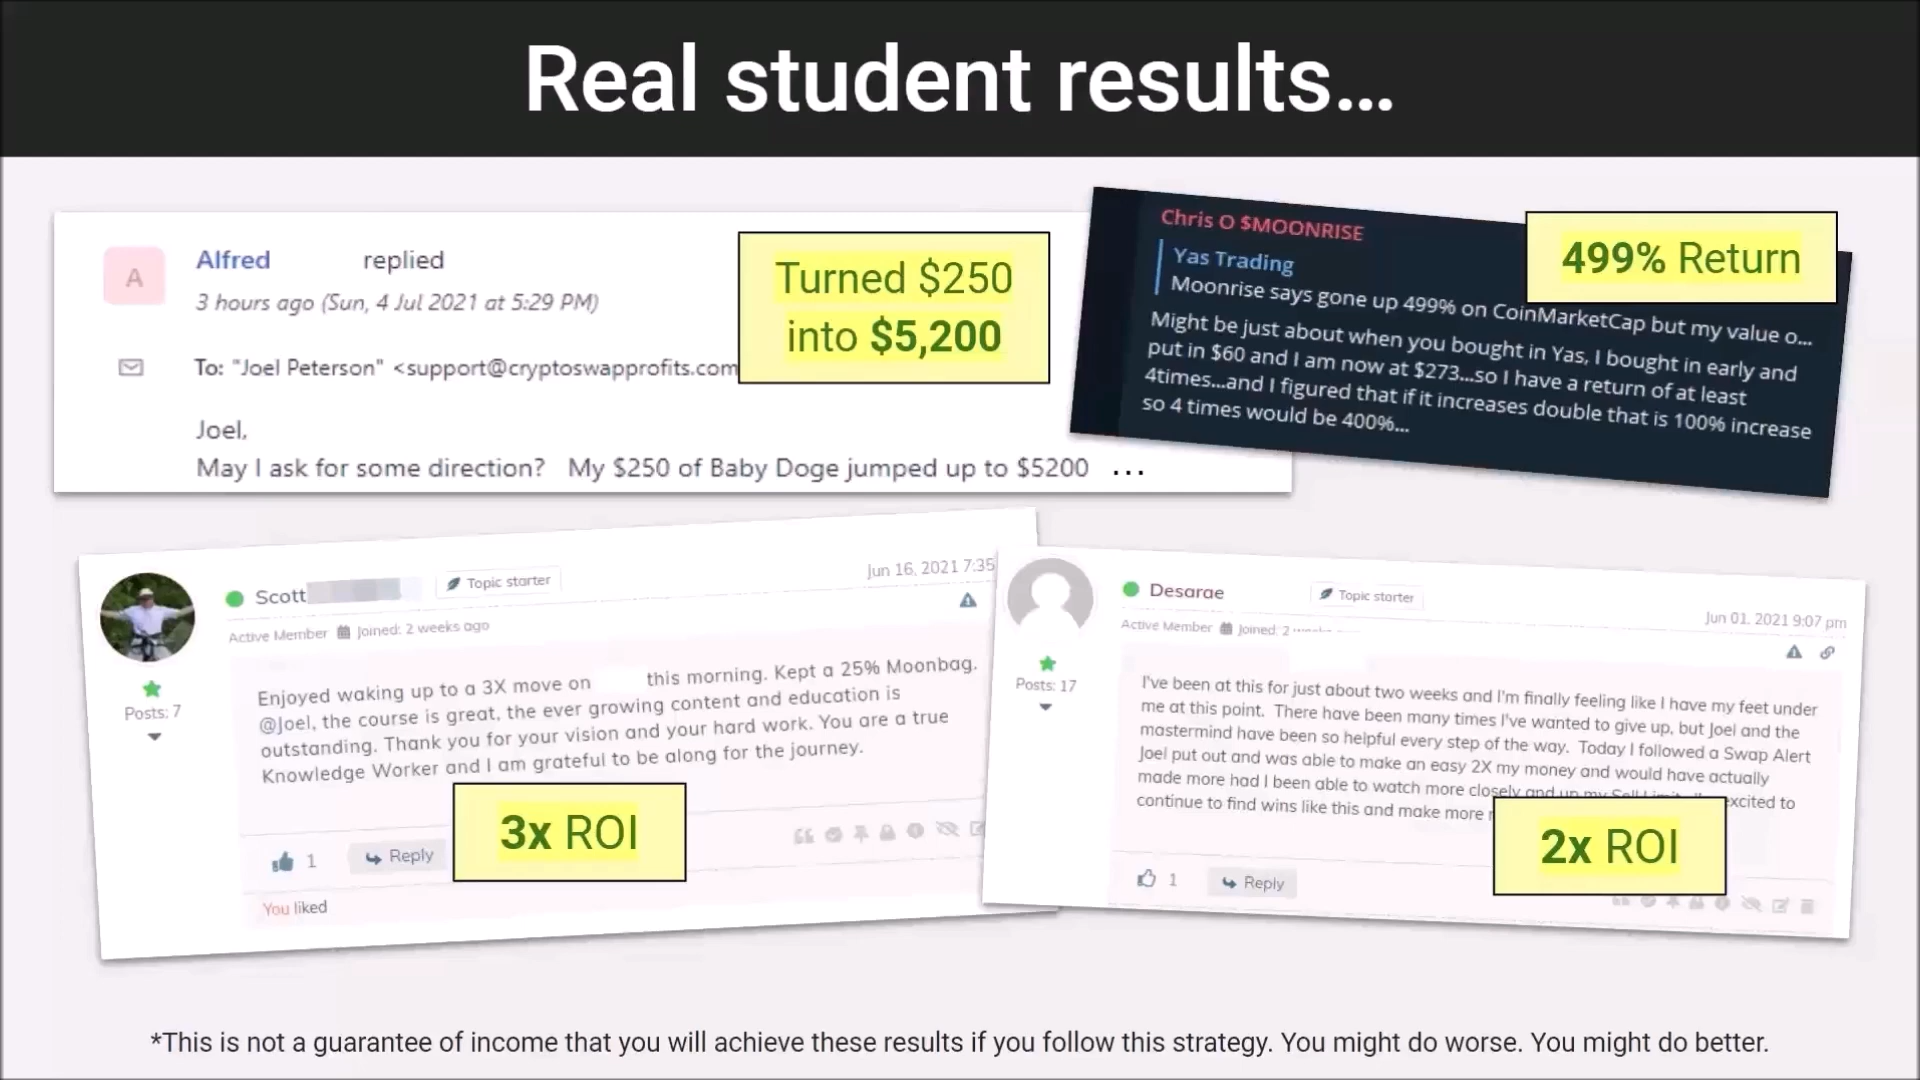 Real student results...
A
Alfred replied
3 hours ago (Sun, 4 Jul 2021 at 5:29 PM)
To: "Joel Peterson" <support@cryptoswapprofits.com
Joel,
May I ask for some direction? My $250 of Baby Doge jumped up to $5200 ...
Turned $250
into $5,200
Chris O $MOONRISE
Yas Trading
Moonrise says gone up 499% on CoinMarketCap but my value o...
Might be just about when you bought in Yas, I bought in early and
put in $60 and I am now at $273...so I have a return of at least
4times...and I figured that if it increases double that is 100% increase
so 4 times would be 400%...
499% Return
Scott
Topic starter
Jun 16, 2021 7:35
Active Member Joined: 2 weeks ago
Posts: 7
Enjoyed waking up to a 3X move on this morning. Kept a 25% Moonbag.
@Joel, the course is great, the ever growing content and education is
outstanding. Thank you for your vision and your hard work. You are a true
Knowledge Worker and I am grateful to be along for the journey.
1
Reply
You liked
3x ROI
Desarae
Topic starter
Jun 01, 2021 9:07 pm
Active Member Joined: 2
Posts: 17
I've been at this for just about two weeks and I'm finally feeling like I have my feet under
me at this point. There have been many times I've wanted to give up, but Joel and the
mastermind have been so helpful every step of the way. Today I followed a Swap Alert
Joel put out and was able to make an easy 2X my money and would have actually
made more had I been able to watch more closely and up my Sell excited to
continue to find wins like this and make more
1
Reply
2x ROI
*This is not a guarantee of income that you will achieve these results if you follow this strategy. You might do worse. You might do better.